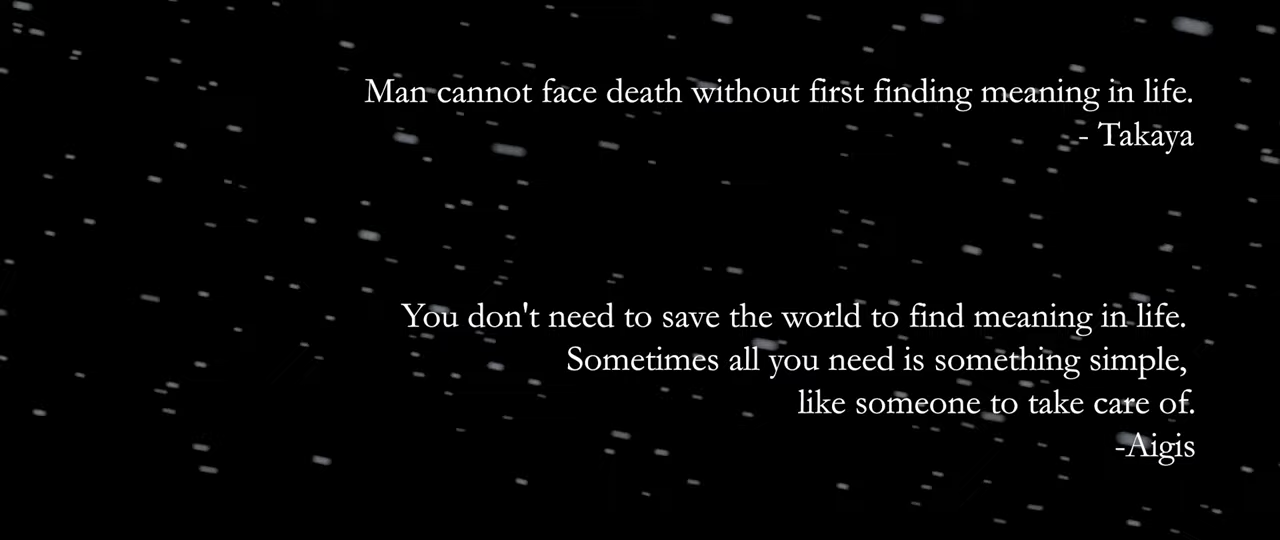 Man cannot face death without first finding meaning in life.
- Takaya
You don't need to save the world to find meaning in life.
Sometimes all you need is something simple,
like someone to take care of.
-Aigis